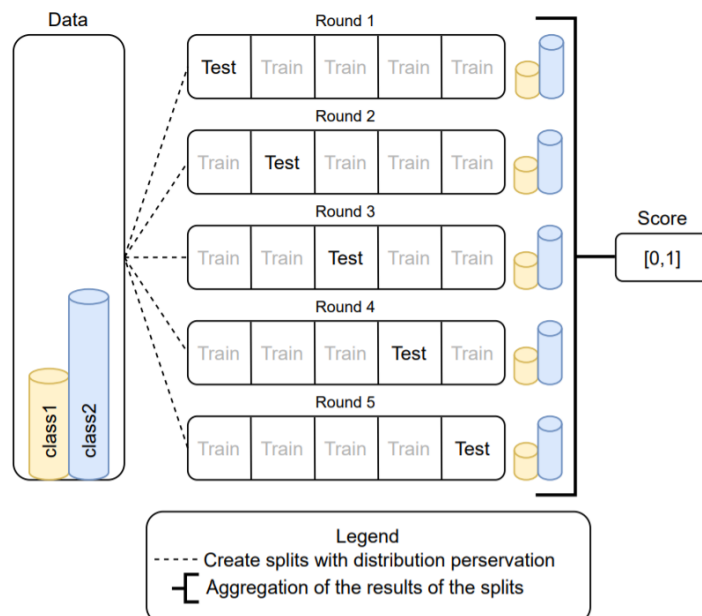 Data
Round 1
Test Train Train Train Train
Round 2
Train Test Train Train Train
Round 3
Train Train Test Train Train
Round 4
Train Train Train Test Train
Round 5
Train Train Train Train Test
class1
class2
Score
[0,1]
Legend
Create splits with distribution perservation
Aggregation of the results of the splits